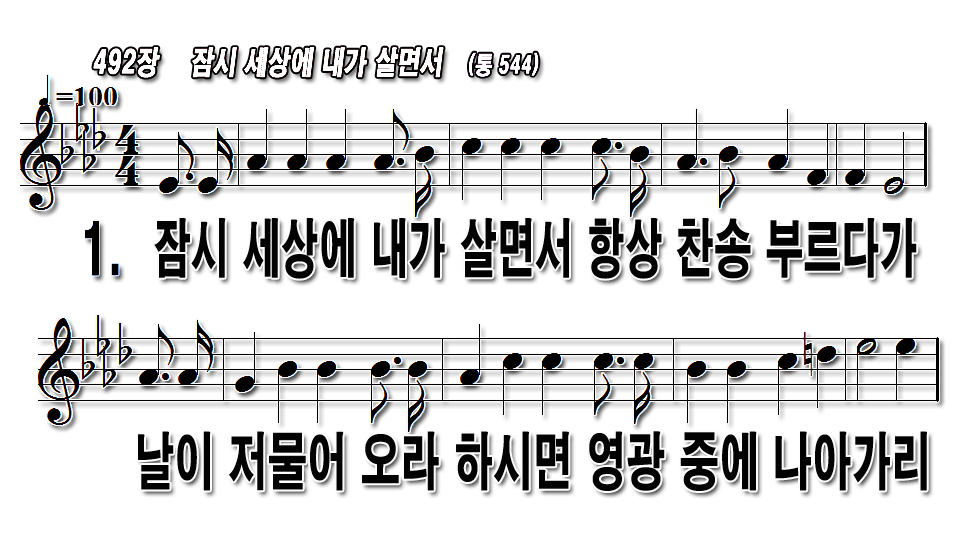 492장 잠시 세상에 내가 살면서 (통 544)
=100
4
4
1. 잠시 세상에 내가 살면서 항상 찬송 부르다가
날이 저물어 오라 하시면 영광 중에 나아가리